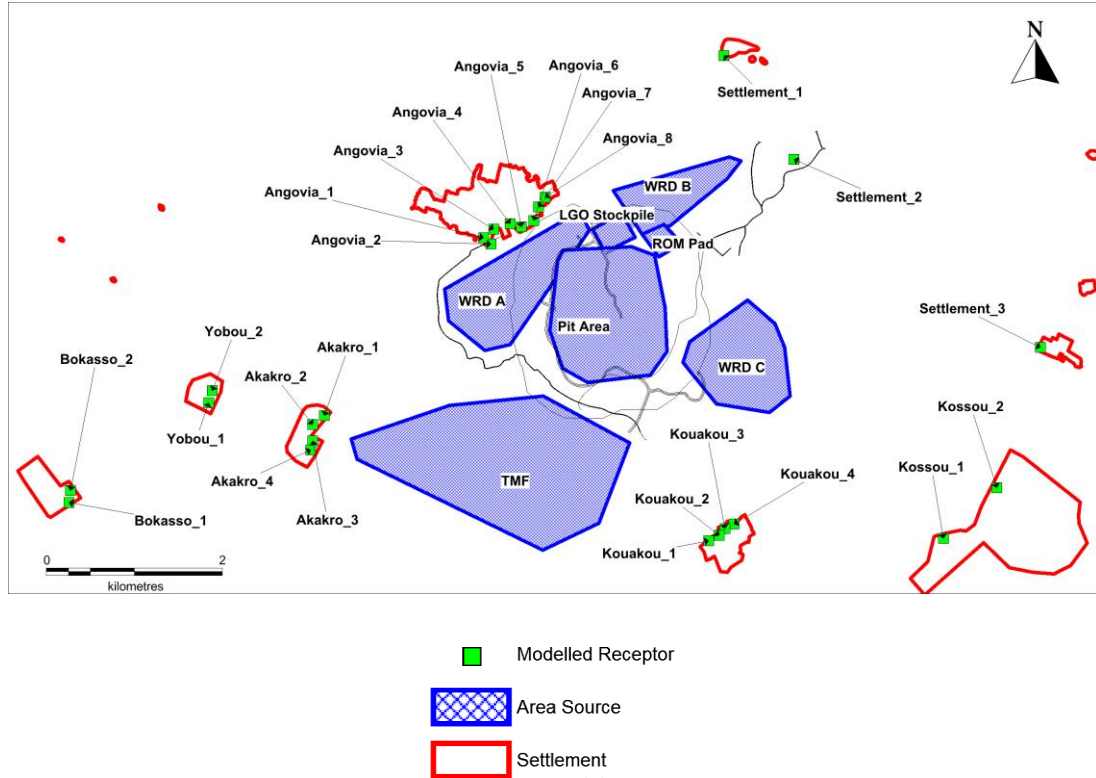 N
Angovia_5
Angovia_6
Angovia_4
Angovia_7
Settlement_1
Angovia_3
Angovia_8
Angovia_1
WRD B
Settlement_2
LGO Stockpile
Angovia_2
ROM Pad
WRD A
Settlement_3
Yobou_2
Pit Area
Bokasso_2
Akakro_1
WRD C
Akakro_2
Kossou_2
Yobou_1
Kouakou_3
Kossou_1
Akakro_4
TMF
Kouakou_2
Kouakou_4
Bokasso_1
Akakro_3
Kouakou_1
0 2
kilometres
Modelled Receptor
Area Source
Settlement